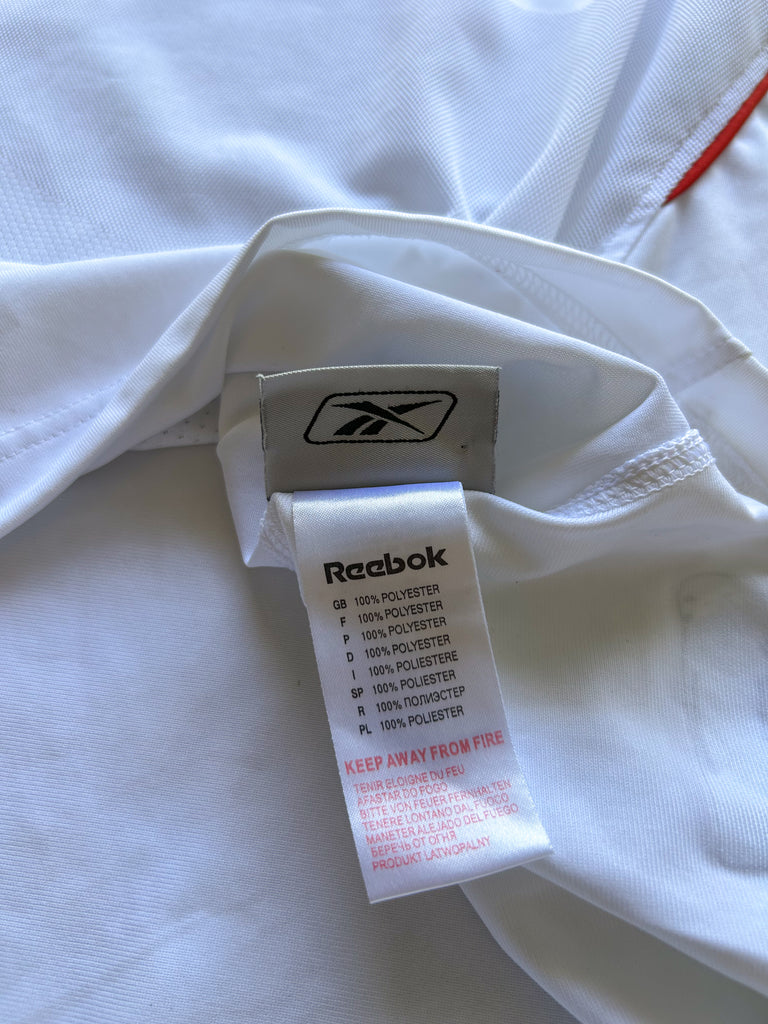 Reebok
GB 100% POLYESTER
F 100% POLYESTER
P 100% POLYESTER
D 100% POLYESTER
I 100% POLIESTERE
SP 100% POLIESTER
R 100% ПОЛИЭСТЕР
PL 100% POLIESTER
KEEP AWAY FROM FIRE
TENIR ELOIGNE DU FEU
AFASTAR DO FOGO
BITTE VON FEUER FERNHALTEN
TENERE LONTANO DAL FUOCO
MANETER ALEJADO DEL FUEGO
БЕРЕЧЬ ОТ ОГНЯ
PRODUKT LATWOPALNY